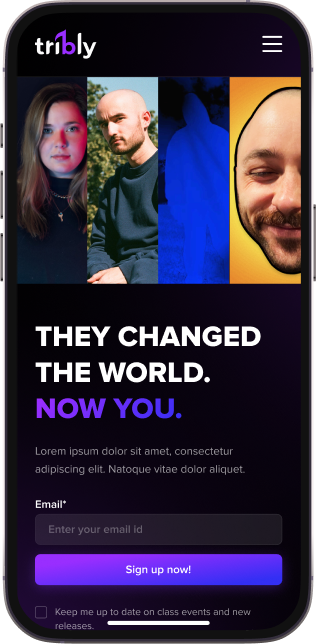 tribly
THEY CHANGED
THE WORLD.
NOW YOU.
Lorem ipsum dolor sit amet, consectetur
adipiscing elit. Natoque vitae dolor aliquet.
Email*
Enter your email id
Sign up now!
Keep me up to date on class events and new
releases.